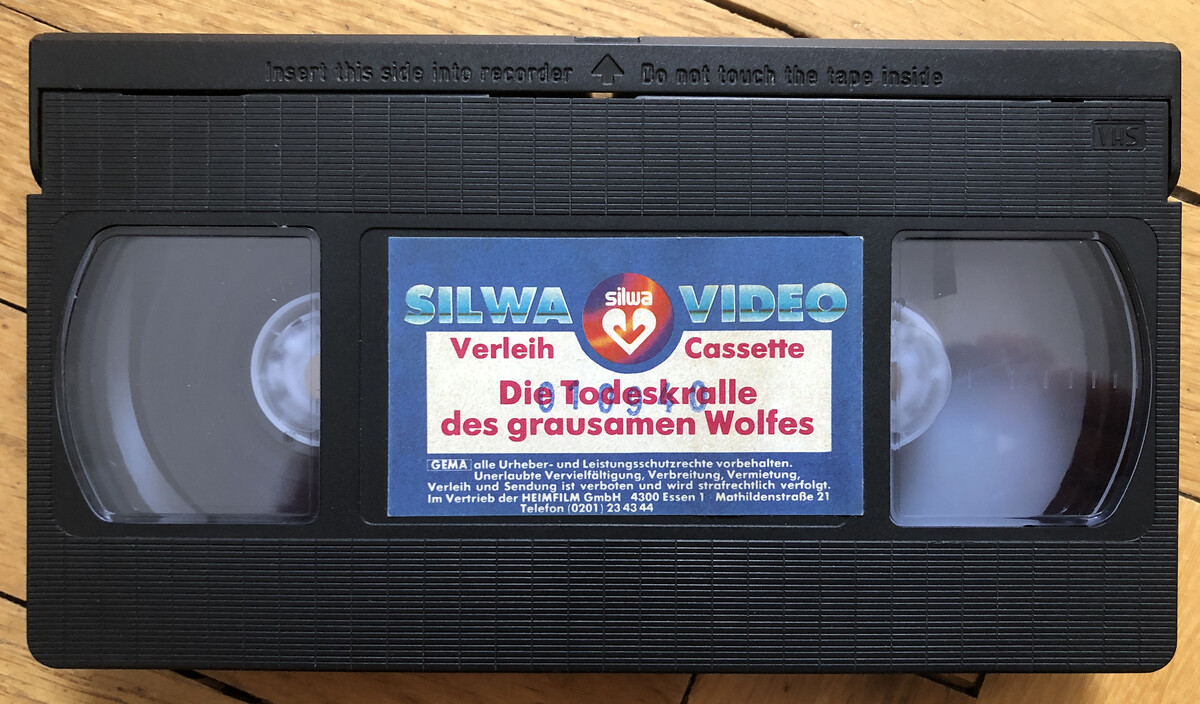 Insert this side into recorder Do not touch the tape inside
VHS
SILWA silwa VIDEO
Verleih Cassette
Die Todeskralle
010940
des grausamen Wolfes
GEMA alle Urheber- und Leistungsschutzrechte vorbehalten.
Unerlaubte Vervielfältigung, Verbreitung, Vermietung,
Verleih und Sendung ist verboten und wird strafrechtlich verfolgt.
Im Vertrieb der HEIMFILM GmbH 4300 Essen 1 Mathildenstraße 21
Telefon (0201) 23 43 44